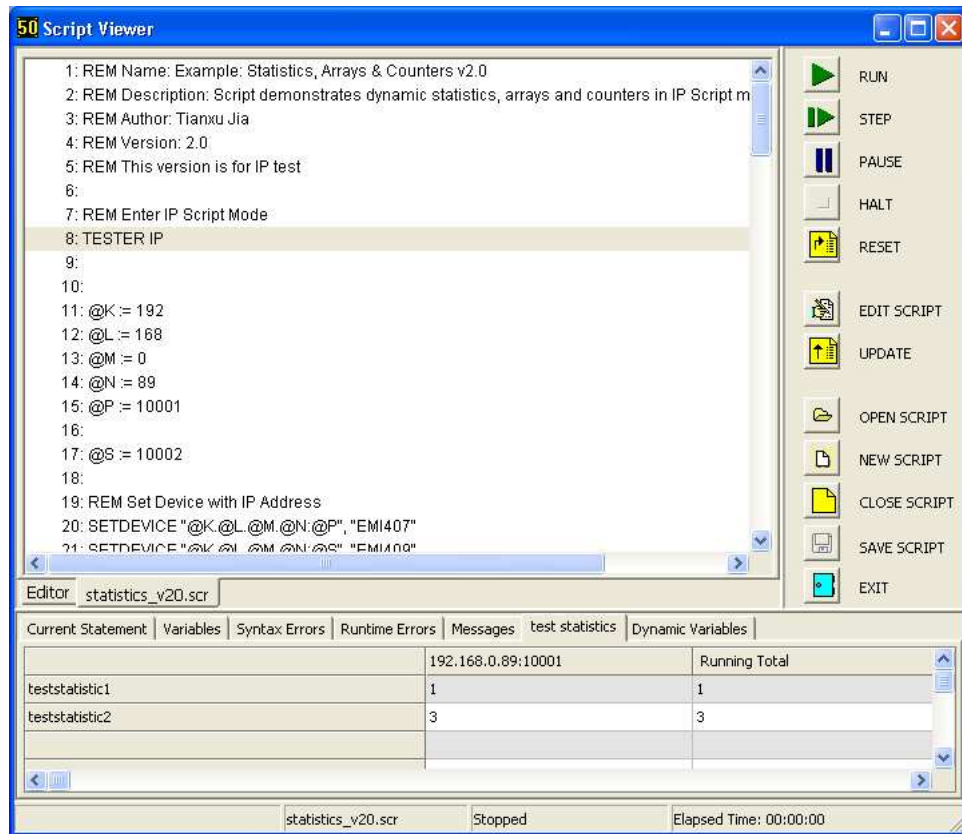 50 Script Viewer
1: REM Name: Example: Statistics, Arrays & Counters v2.0
2: REM Description: Script demonstrates dynamic statistics, arrays and counters in IP Script m
3: REM Author: Tianxu Jia
4: REM Version: 2.0
5: REM This version is for IP test
6:
7: REM Enter IP Script Mode
8: TESTER IP
9:
10:
11: @K := 192
12: @L := 168
13: @M := 0
14: @N := 89
15: @P := 10001
16:
17: @S := 10002
18:
19: REM Set Device with IP Address
20: SETDEVICE "@K.@L.@M.@N:@P", "EMI407"
21: SETDEVICE "@K.@L.@M.@N:@S", "EMI409"
RUN
STEP
PAUSE
HALT
RESET
EDIT SCRIPT
UPDATE
OPEN SCRIPT
NEW SCRIPT
CLOSE SCRIPT
SAVE SCRIPT
EXIT
Editor statistics_v20.scr
Current Statement Variables Syntax Errors Runtime Errors Messages test statistics Dynamic Variables
192.168.0.89:10001 Running Total
teststatistic1 1 1
teststatistic2 3 3
statistics_v20.scr Stopped Elapsed Time: 00:00:00